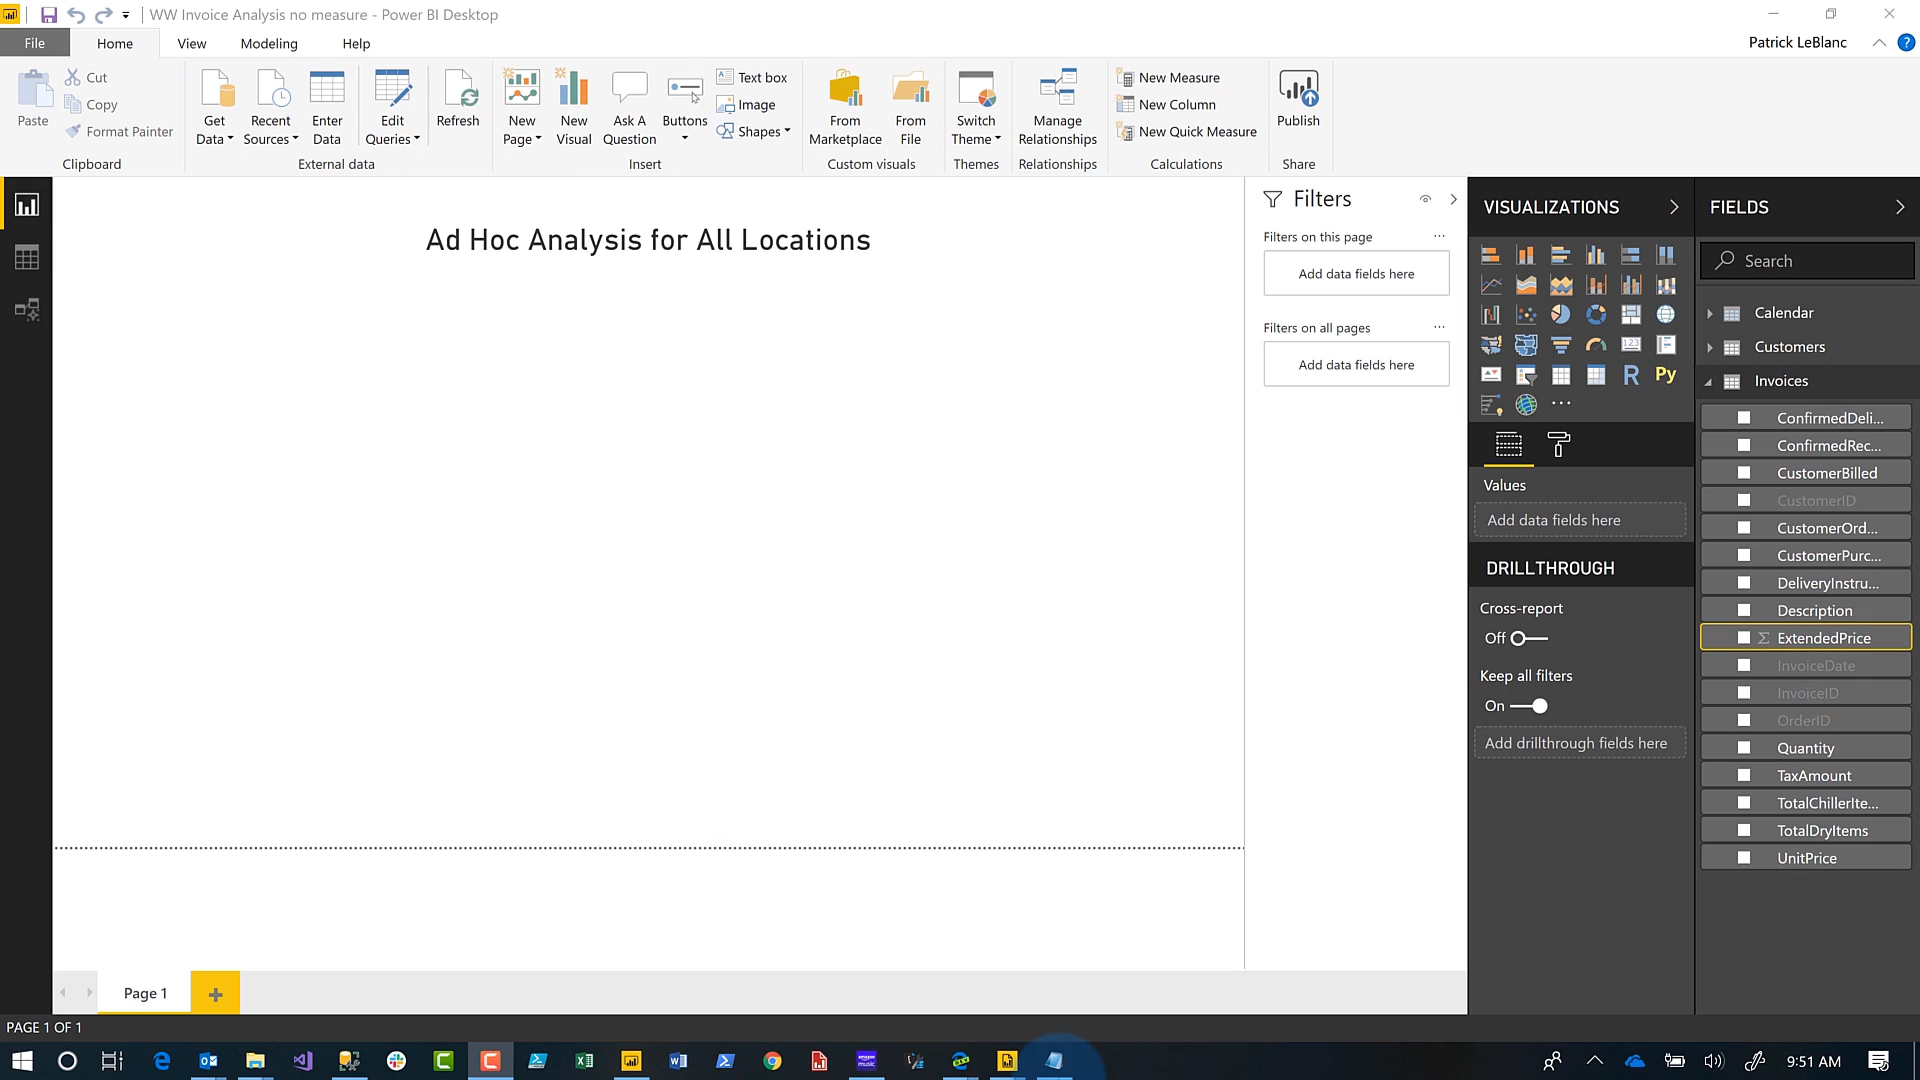 WW Invoice Analysis no measure - Power BI Desktop
File Home View Modeling Help
Patrick LeBlanc
?
Paste
Cut
Copy
Format Painter
Clipboard
Get Data
Recent Sources
Enter Data
Edit Queries
Refresh
External data
New Page
New Visual
Ask A Question
Buttons
Text box
Image
Shapes
Insert
From Marketplace
From File
Custom visuals
Switch Theme
Themes
Manage Relationships
Relationships
New Measure
New Column
New Quick Measure
Calculations
Publish
Share
Ad Hoc Analysis for All Locations
Filters
Filters on this page
...
Add data fields here
Filters on all pages
...
Add data fields here
VISUALIZATIONS
123
R
Py
...
Values
Add data fields here
DRILLTHROUGH
Cross-report
Off
Keep all filters
On
Add drillthrough fields here
FIELDS
Search
Calendar
Customers
Invoices
ConfirmedDeli...
ConfirmedRec...
CustomerBilled
CustomerID
CustomerOrd...
CustomerPurc...
DeliveryInstru...
Description
Σ ExtendedPrice
InvoiceDate
InvoiceID
OrderID
Quantity
TaxAmount
TotalChillerIte...
TotalDryItems
UnitPrice
Page 1
+
PAGE 1 OF 1
9:51 AM